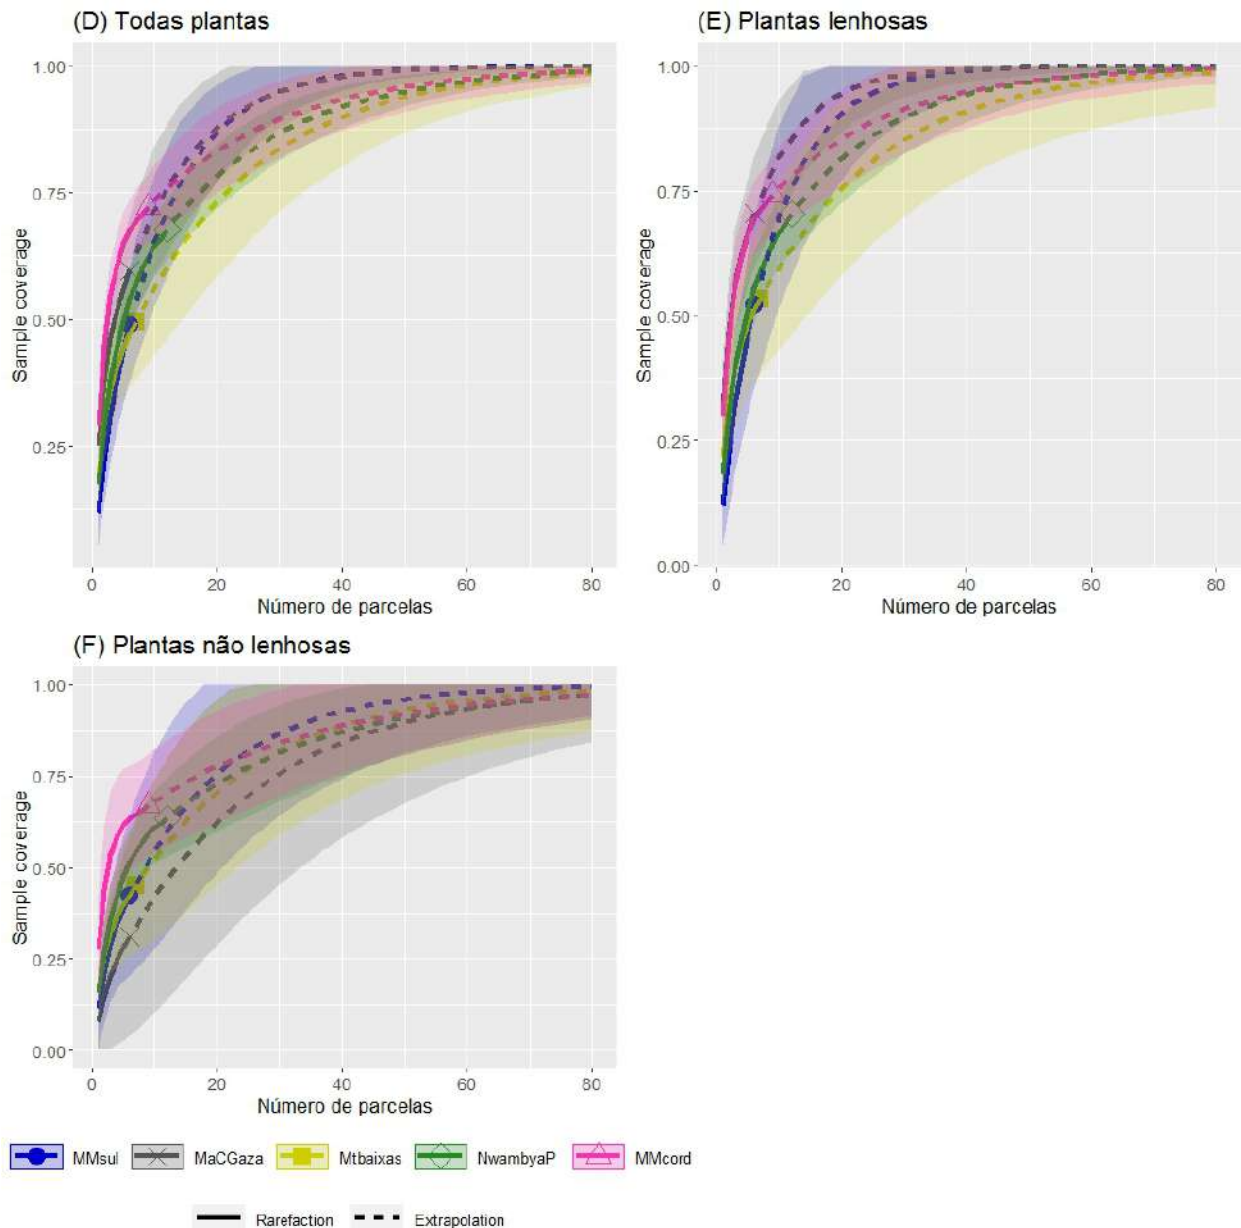 (D) Todas plantas
Sample coverage
1.00
0.75
0.50
0.25
0 20 40 60 80
Número de parcelas
(E) Plantas lenhosas
Sample coverage
1.00
0.75
0.50
0.25
0.00
0 20 40 60 80
Número de parcelas
(F) Plantas não lenhosas
Sample coverage
1.00
0.75
0.50
0.25
0.00
0 20 40 60 80
Número de parcelas
MMsul MaCGaza Mtbaixas NwambyaP MMcord
Rarefaction Extrapolation